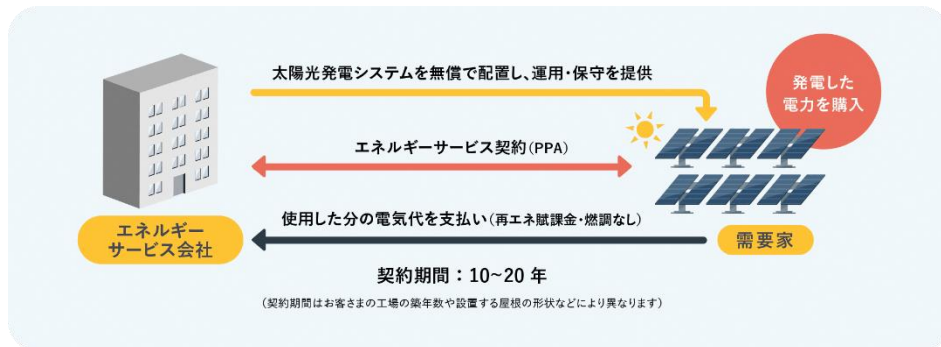 太陽光発電システムを無償で配置し、運用・保守を提供
発電した
電力を購入
エネルギーサービス契約(PPA)
使用した分の電気代を支払い(再エネ賦課金・燃調なし)
エネルギー
サービス会社
需要家
契約期間:10~20 年
(契約期間はお客さまの工場の築年数や設置する屋根の形状などにより異なります)